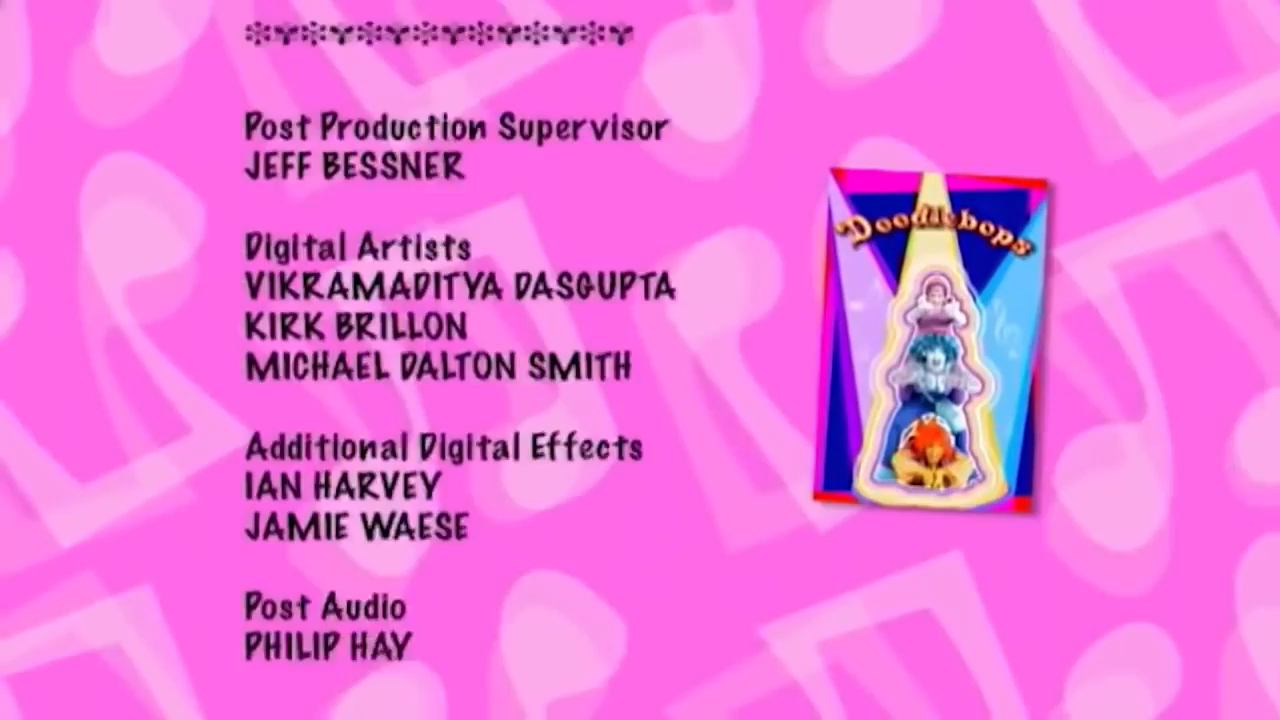 Post Production Supervisor
JEFF BESSNER
Digital Artists
VIKRAMADITYA DASGUPTA
KIRK BRILLON
MICHAEL DALTON SMITH
Additional Digital Effects
IAN HARVEY
JAMIE WAESE
Post Audio
PHILIP HAY
Doodlebops